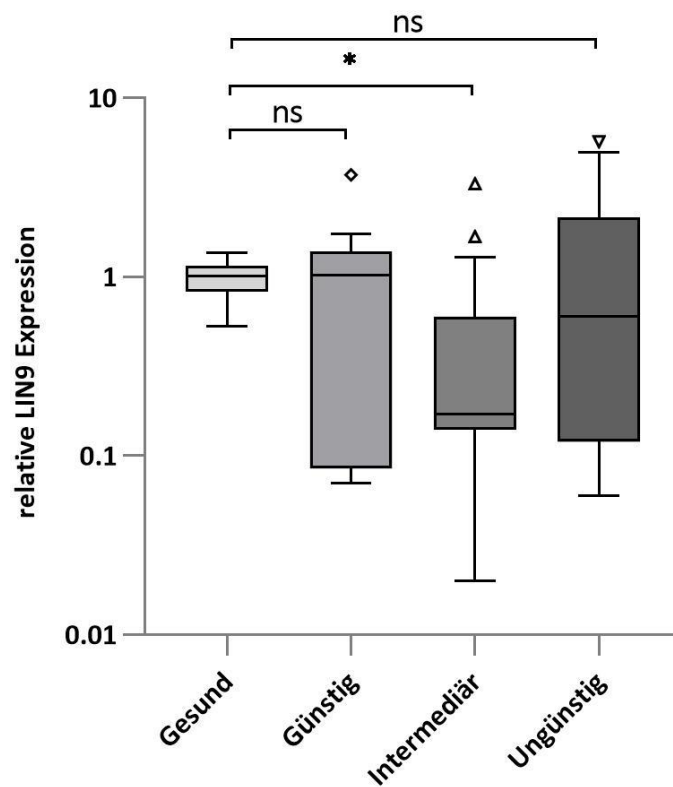 ns
*
ns
10
1
0.1
0.01
relative LIN9 Expression
Gesund
Günstig
Intermediär
Ungünstig